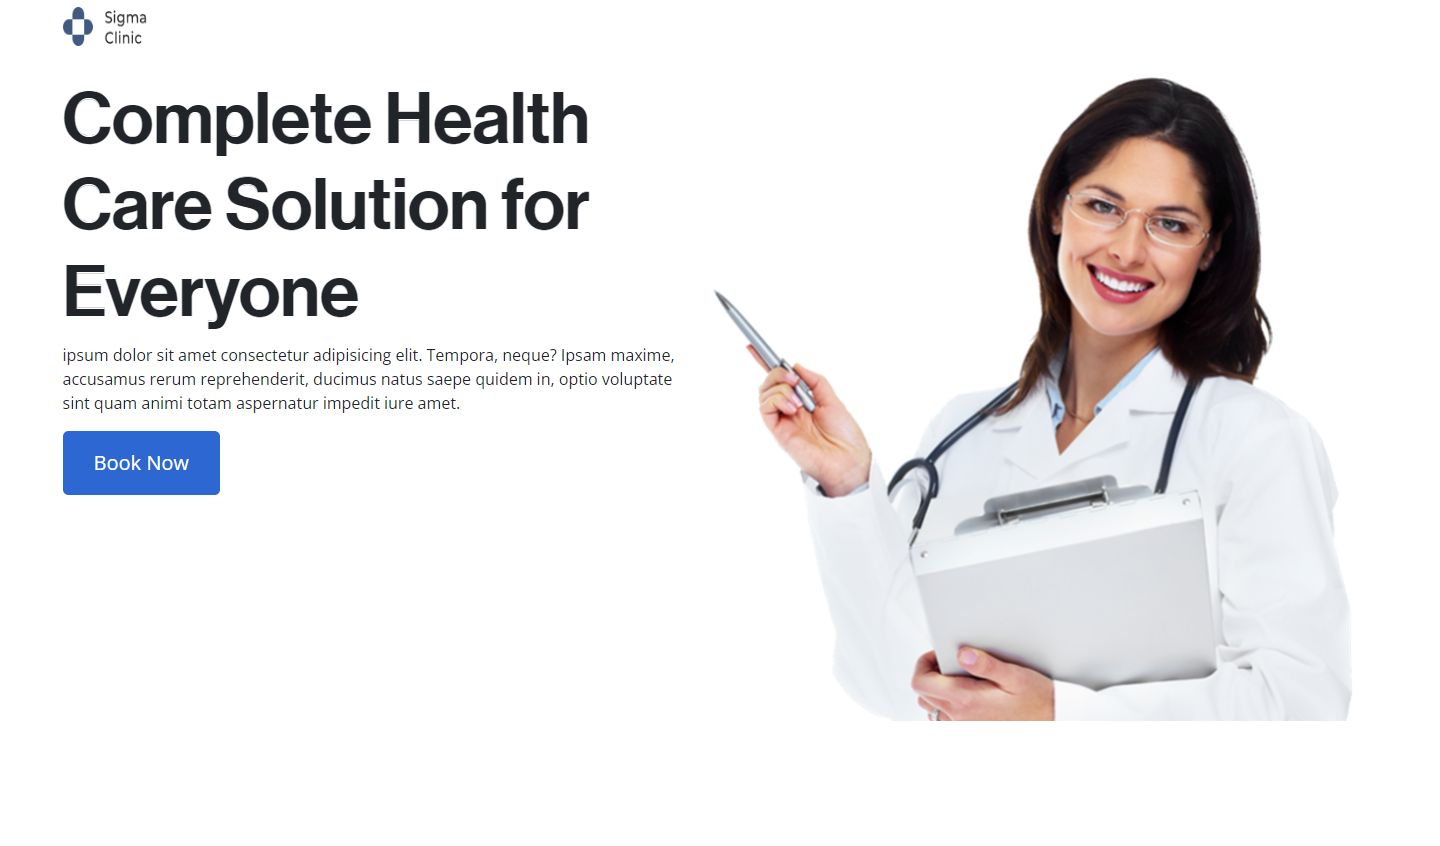 Sigma
Clinic
Complete Health
Care Solution for
Everyone
ipsum dolor sit amet consectetur adipisicing elit. Tempora, neque? Ipsam maxime,
accusamus rerum reprehenderit, ducimus natus saepe quidem in, optio voluptate
sint quam animi totam aspernatur impedit iure amet.
Book Now